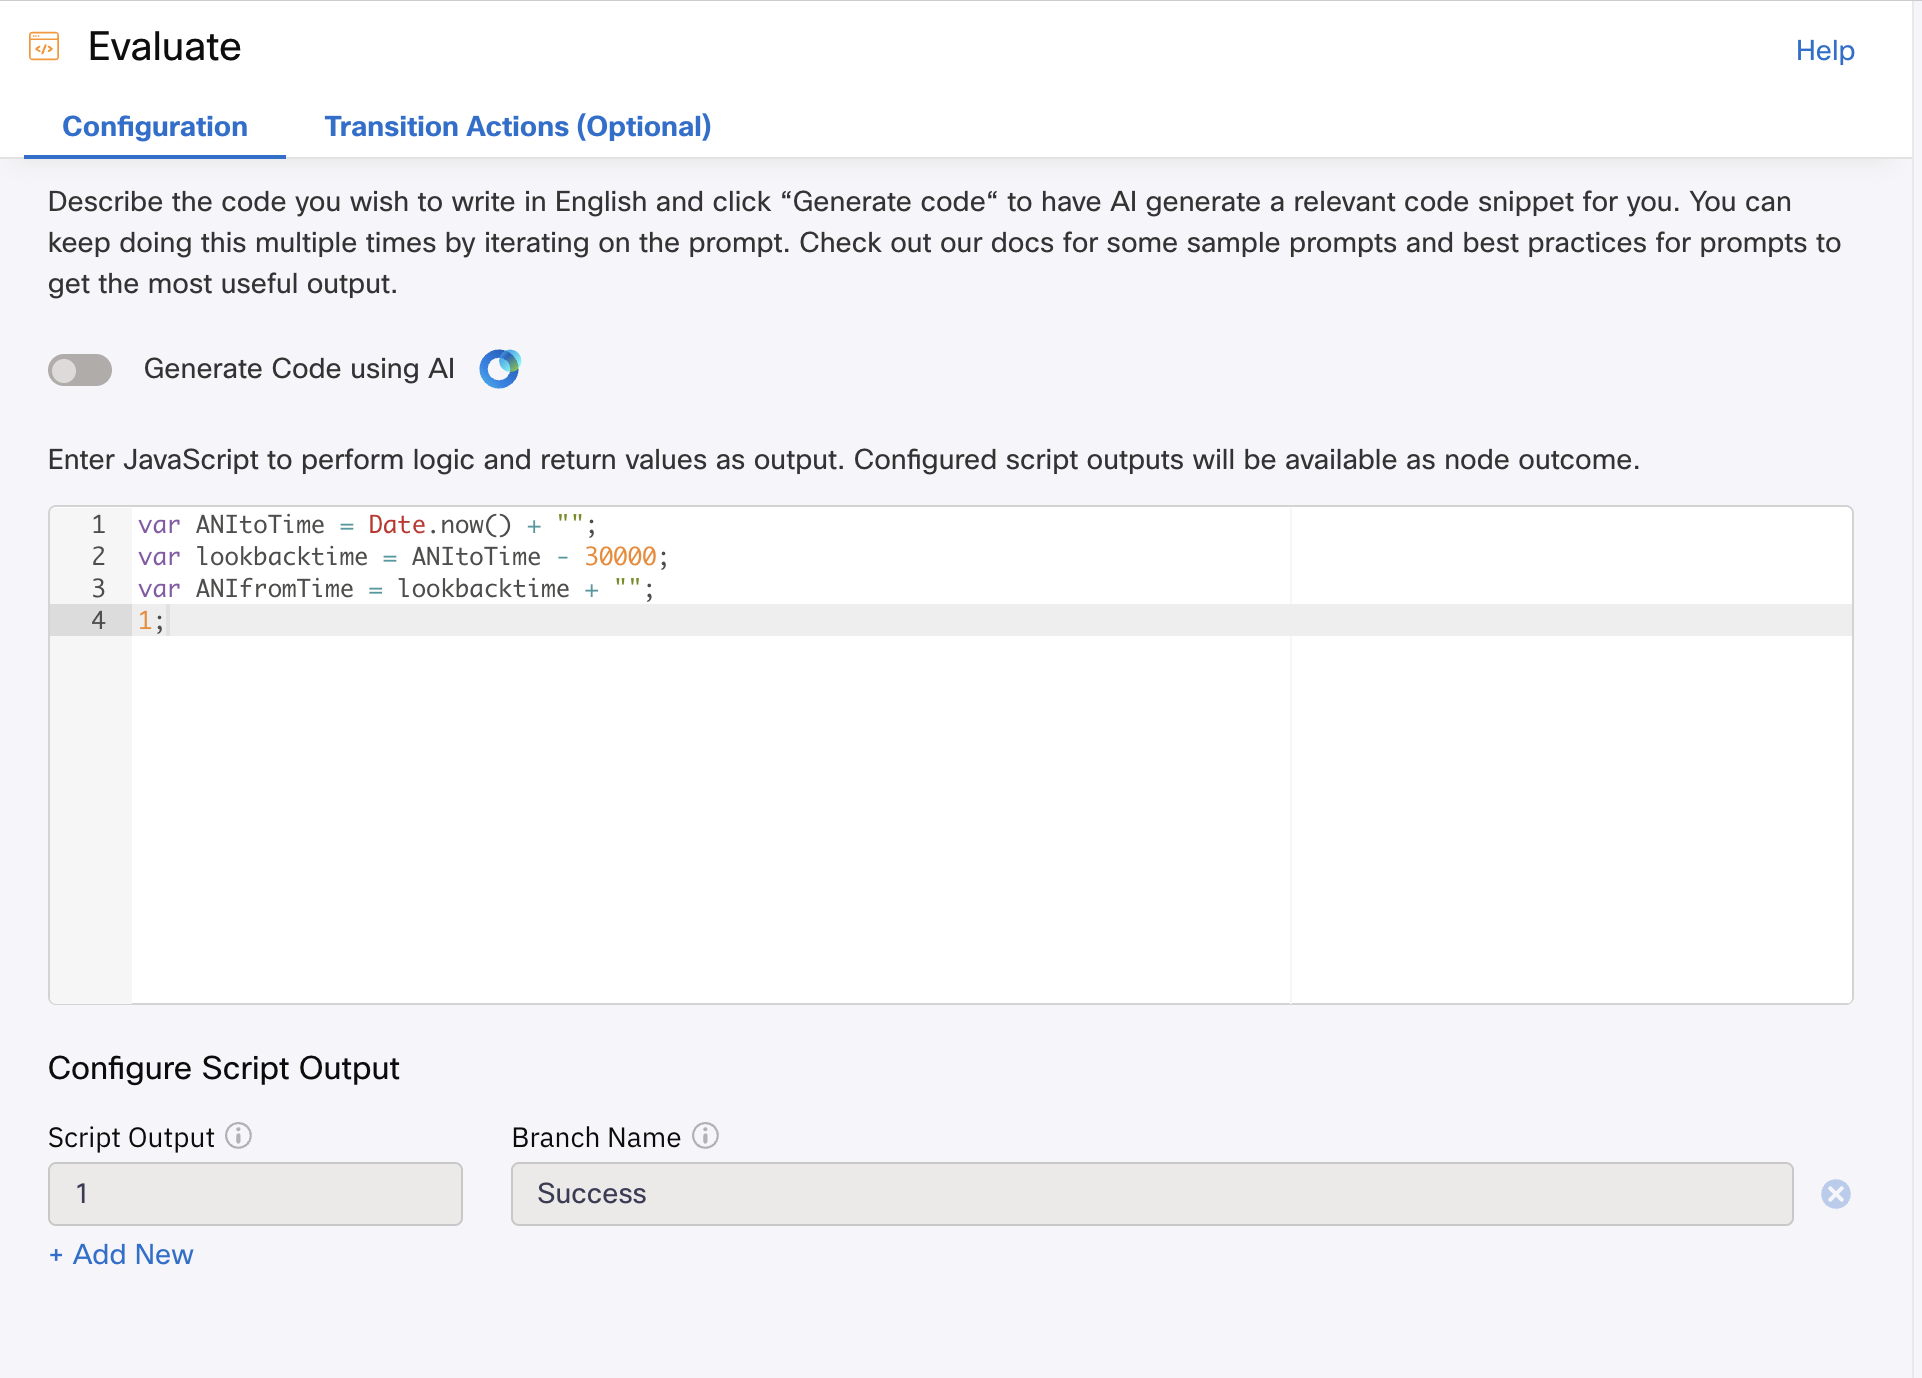 Evaluate
Help
Configuration
Transition Actions (Optional)
Describe the code you wish to write in English and click “Generate code“ to have AI generate a relevant code snippet for you. You can
keep doing this multiple times by iterating on the prompt. Check out our docs for some sample prompts and best practices for prompts to
get the most useful output.
Generate Code using AI
Enter JavaScript to perform logic and return values as output. Configured script outputs will be available as node outcome.
1 var ANItoTime = Date.now() + "";
2 var lookbacktime = ANItoTime - 30000;
3 var ANIfromTime = lookbacktime + "";
4 1;
Configure Script Output
Script Output
Branch Name
1
Success
+ Add New